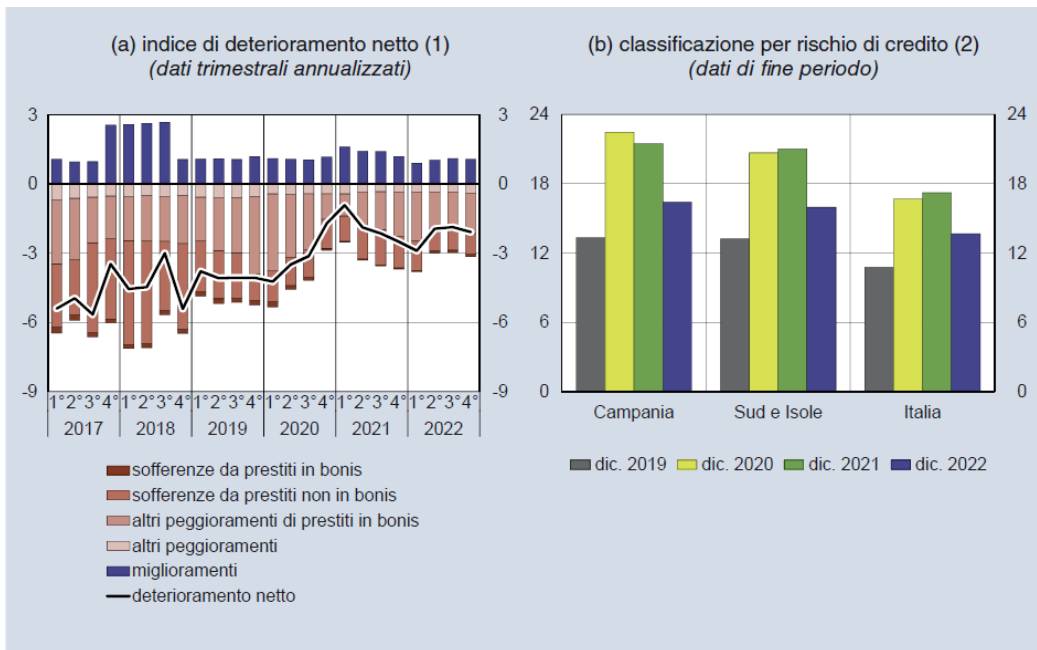 (a) indice di deterioramento netto (1)
(dati trimestrali annualizzati)
3
0
-3
-6
-9
3
0
-3
-6
-9
1° 2° 3° 4° 1° 2° 3° 4° 1° 2° 3° 4° 1° 2° 3° 4° 1° 2° 3° 4° 1° 2° 3° 4°
2017 2018 2019 2020 2021 2022
sofferenze da prestiti in bonis
sofferenze da prestiti non in bonis
altri peggioramenti di prestiti in bonis
altri peggioramenti
miglioramenti
deterioramento netto
(b) classificazione per rischio di credito (2)
(dati di fine periodo)
24
18
12
6
0
24
18
12
6
0
Campania Sud e Isole Italia
dic. 2019 dic. 2020 dic. 2021 dic. 2022